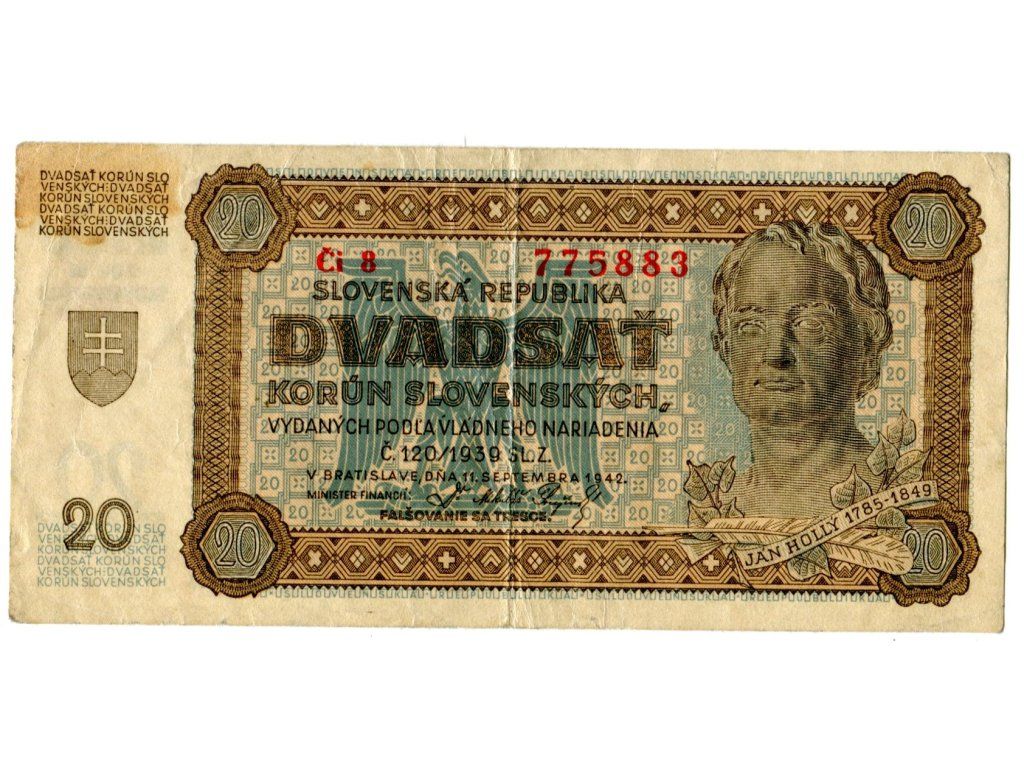 DVADSAŤ KORÚN SLO
VENSKÝCH:DVADSAŤ
KORÚN SLOVENSKÝCH
DVADSAŤ KORÚN SLO
VENSKÝCH:DVADSAŤ
KORÚN SLOVENSKÝCH
20
20
Či 8 775883
SLOVENSKÁ REPUBLIKA
DVADSAŤ
KORÚN SLOVENSKÝCH,
VYDANÝCH PODĽA VLÁDNEHO NARIADENIA
Č. 120/1939 SL. Z.
V BRATISLAVE, DŇA 11. SEPTEMBRA 1942.
MINISTER FINANCIÍ:
FALŠOVANIE SA TRESCE.
JÁN HOLLÝ 1785-1849
20
20
20
DVADSAŤ KORÚN SLO
VENSKÝCH:DVADSAŤ
KORÚN SLOVENSKÝCH
DVADSAŤ KORÚN SLO
VENSKÝCH:DVADSAŤ
KORÚN SLOVENSKÝCH